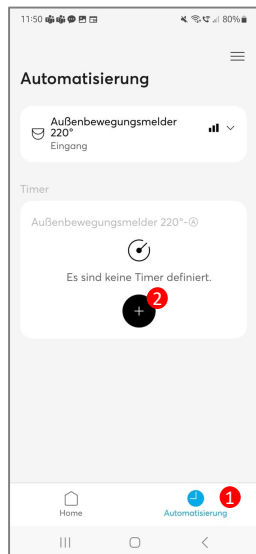 11:50 80%
Automatisierung
Außenbewegungsmelder
220°
Eingang
Timer
Außenbewegungsmelder 220°-Ⓐ
Es sind keine Timer definiert.
+
2
1
Home Automatisierung